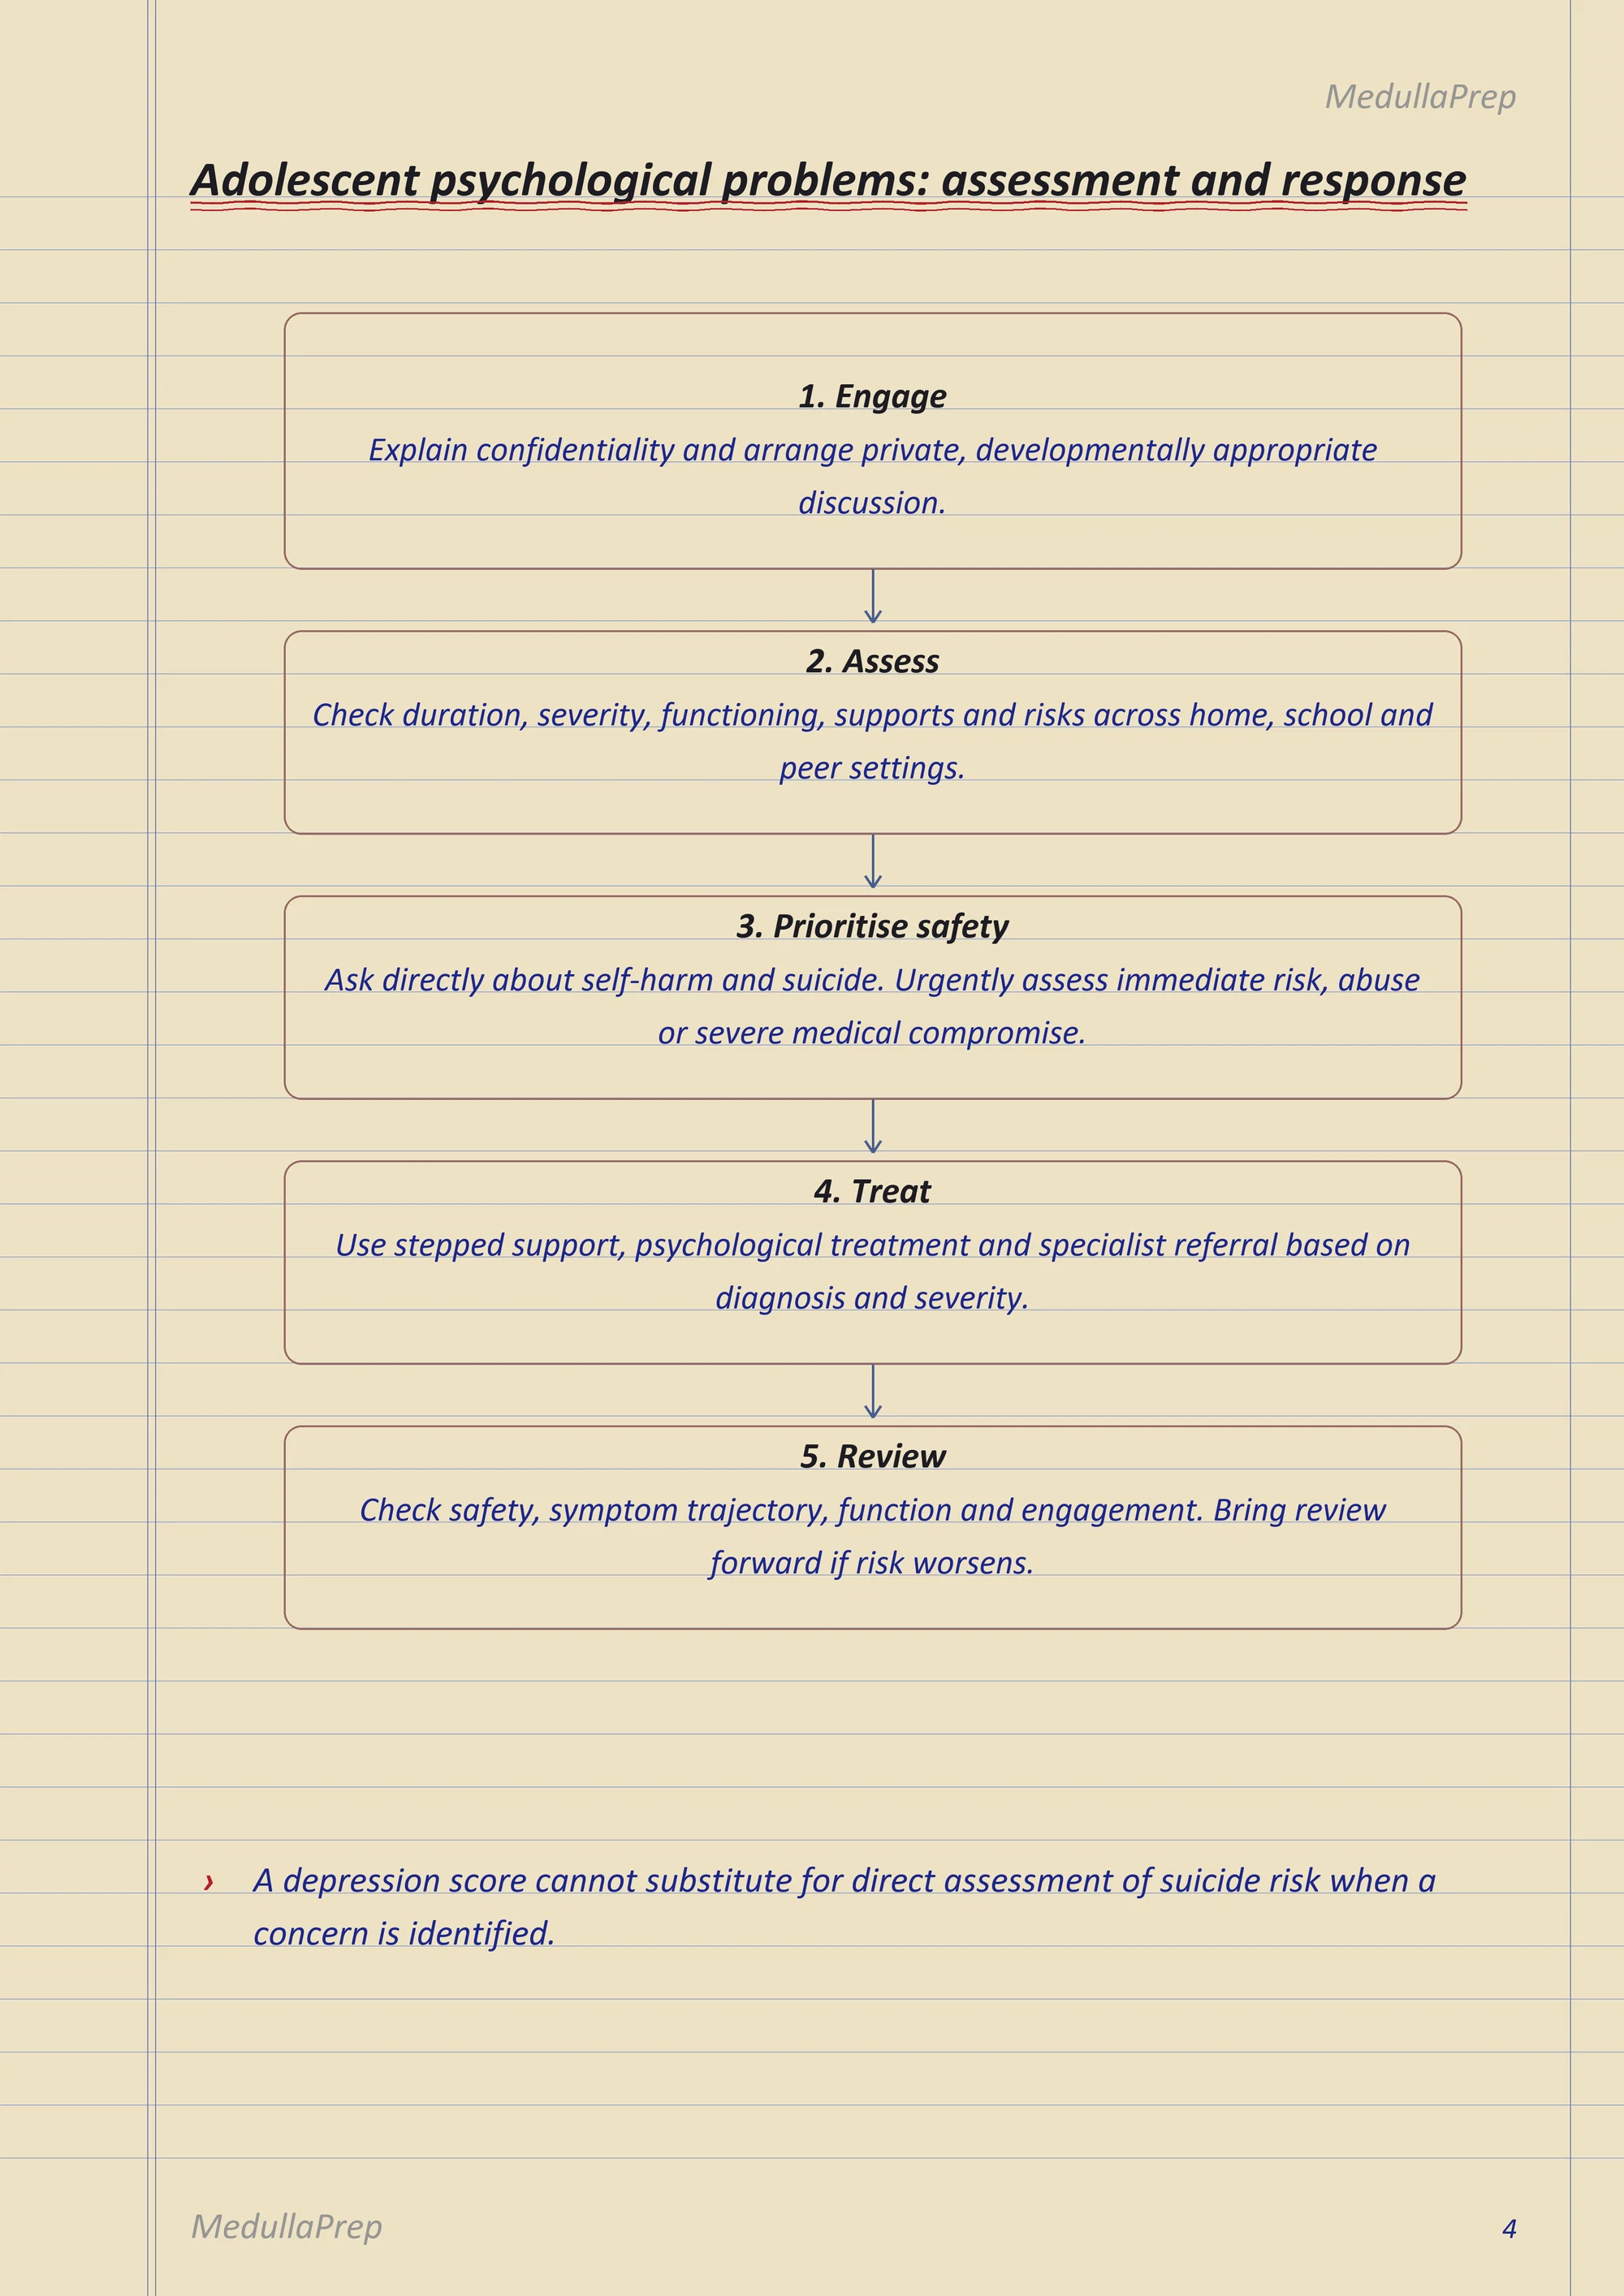 MedullaPrep
Adolescent psychological problems: assessment and response
1. Engage
Explain confidentiality and arrange private, developmentally appropriate
discussion.
2. Assess
Check duration, severity, functioning, supports and risks across home, school and
peer settings.
3. Prioritise safety
Ask directly about self-harm and suicide. Urgently assess immediate risk, abuse
or severe medical compromise.
4. Treat
Use stepped support, psychological treatment and specialist referral based on
diagnosis and severity.
5. Review
Check safety, symptom trajectory, function and engagement. Bring review
forward if risk worsens.
› A depression score cannot substitute for direct assessment of suicide risk when a
concern is identified.
MedullaPrep
4